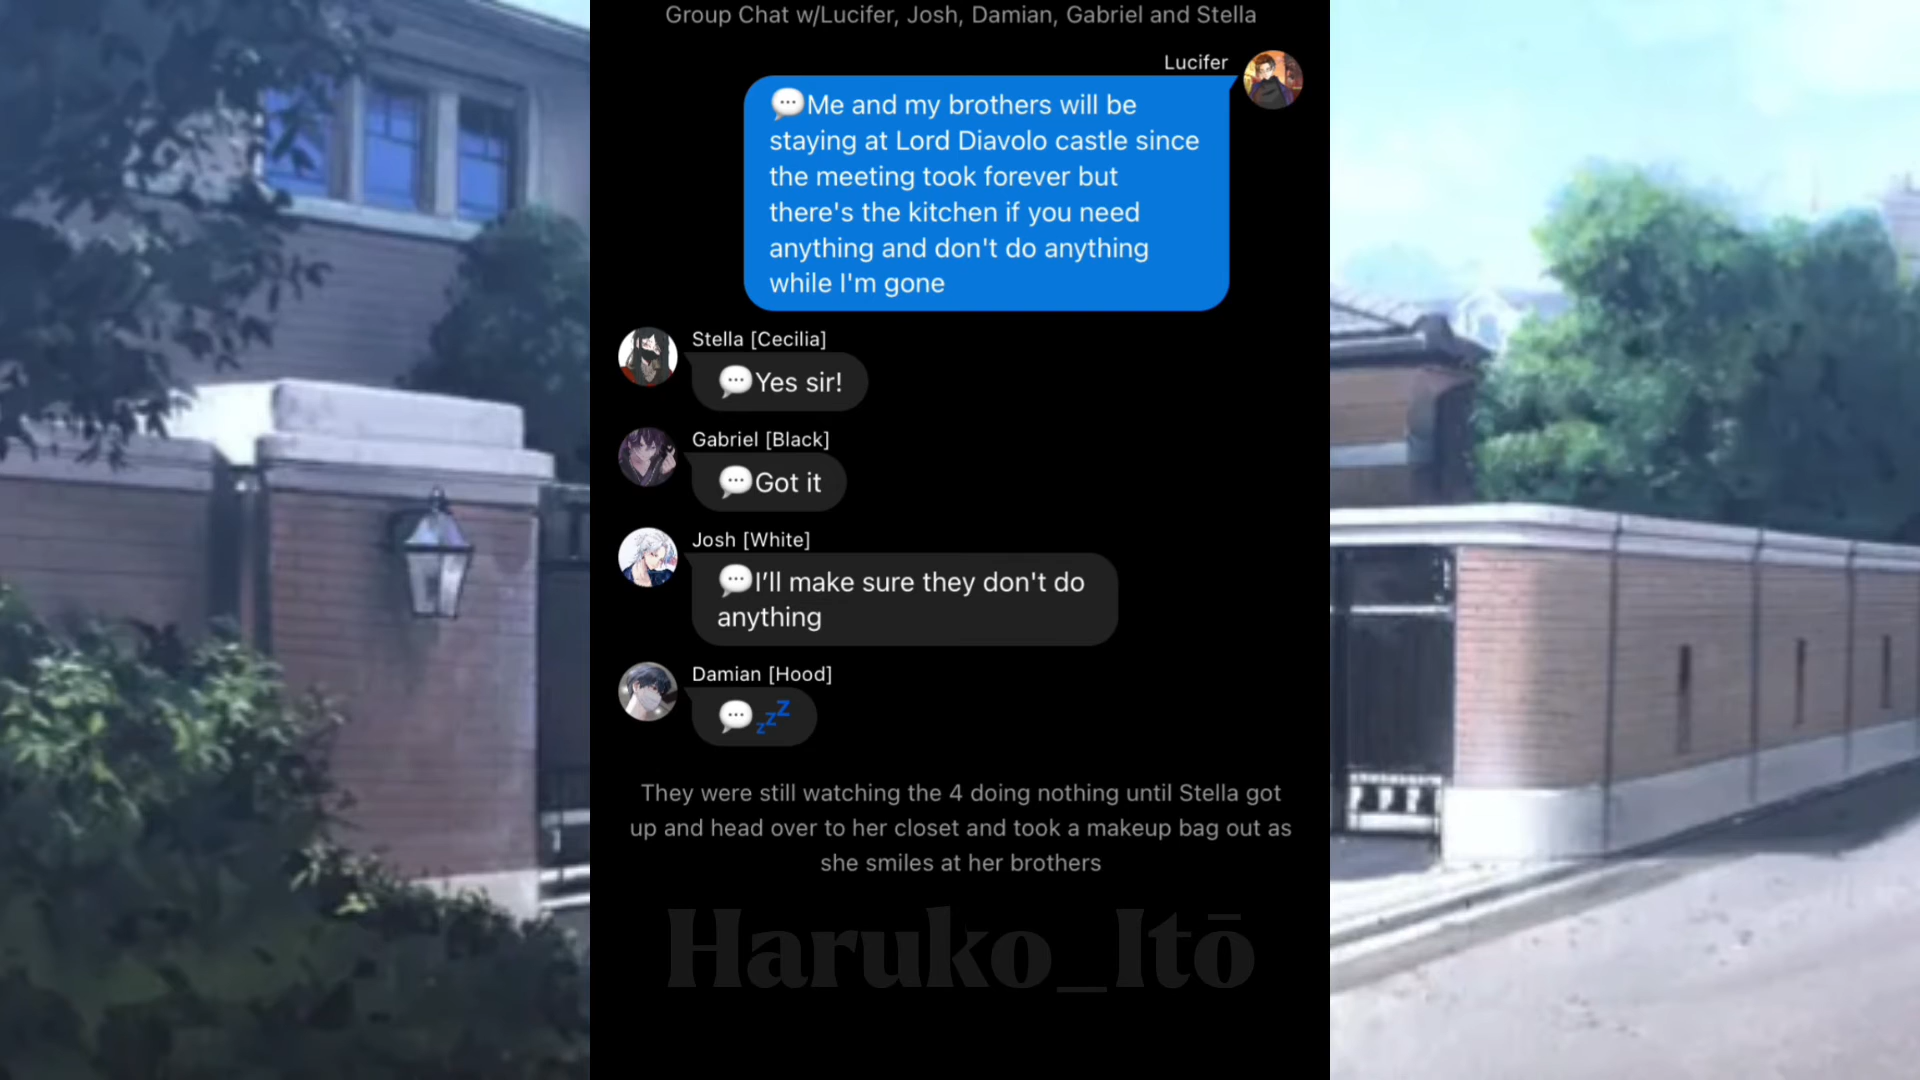 Group Chat w/Lucifer, Josh, Damian, Gabriel and Stella
Lucifer
💬Me and my brothers will be
staying at Lord Diavolo castle since
the meeting took forever but
there's the kitchen if you need
anything and don't do anything
while I'm gone
Stella [Cecilia]
💬Yes sir!
Gabriel [Black]
💬Got it
Josh [White]
💬I’ll make sure they don't do
anything
Damian [Hood]
💬💤
They were still watching the 4 doing nothing until Stella got
up and head over to her closet and took a makeup bag out as
she smiles at her brothers
Haruko_Itō